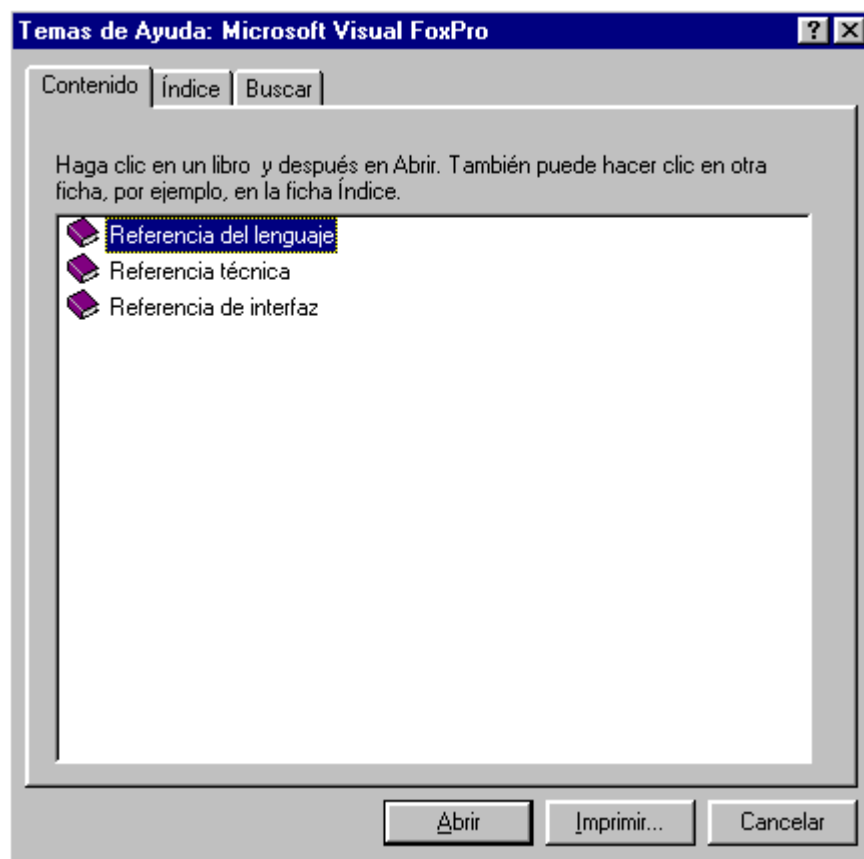 Temas de Ayuda: Microsoft Visual FoxPro
Contenido Índice Buscar
Haga clic en un libro y después en Abrir. También puede hacer clic en otra
ficha, por ejemplo, en la ficha Índice.
Referencia del lenguaje
Referencia técnica
Referencia de interfaz
Abrir Imprimir... Cancelar